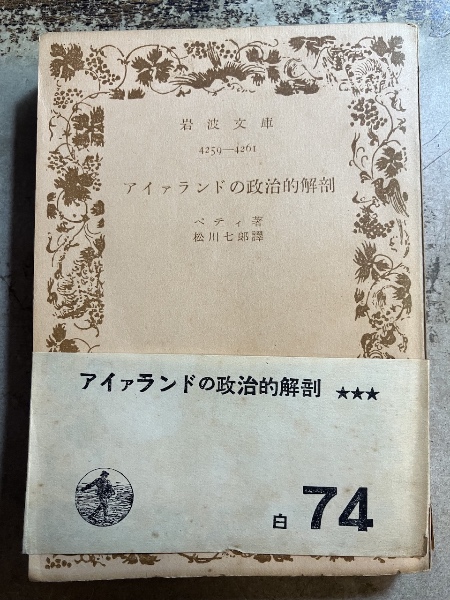 岩波文庫
4259—4261
アイァランドの政治的解剖
ペティ著
松川七郎譯
アイァランドの政治的解剖 ★★★
白 74